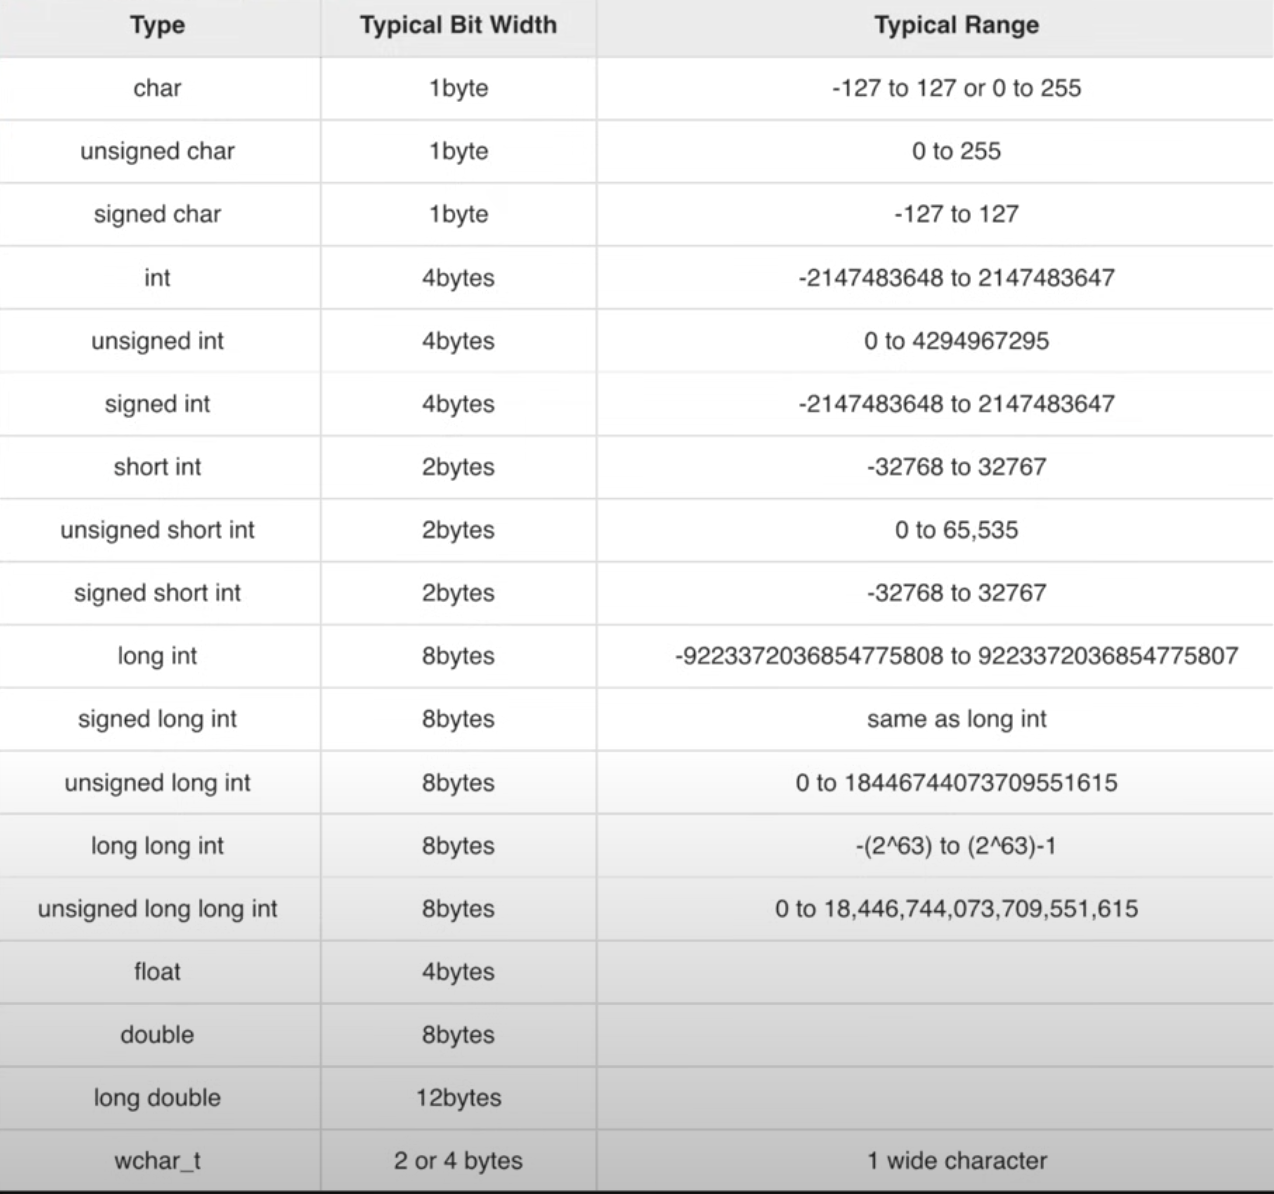 Type Typical Bit Width Typical Range
char 1byte -127 to 127 or 0 to 255
unsigned char 1byte 0 to 255
signed char 1byte -127 to 127
int 4bytes -2147483648 to 2147483647
unsigned int 4bytes 0 to 4294967295
signed int 4bytes -2147483648 to 2147483647
short int 2bytes -32768 to 32767
unsigned short int 2bytes 0 to 65,535
signed short int 2bytes -32768 to 32767
long int 8bytes -9223372036854775808 to 9223372036854775807
signed long int 8bytes same as long int
unsigned long int 8bytes 0 to 18446744073709551615
long long int 8bytes -(2^63) to (2^63)-1
unsigned long long int 8bytes 0 to 18,446,744,073,709,551,615
float 4bytes
double 8bytes
long double 12bytes
wchar_t 2 or 4 bytes 1 wide character